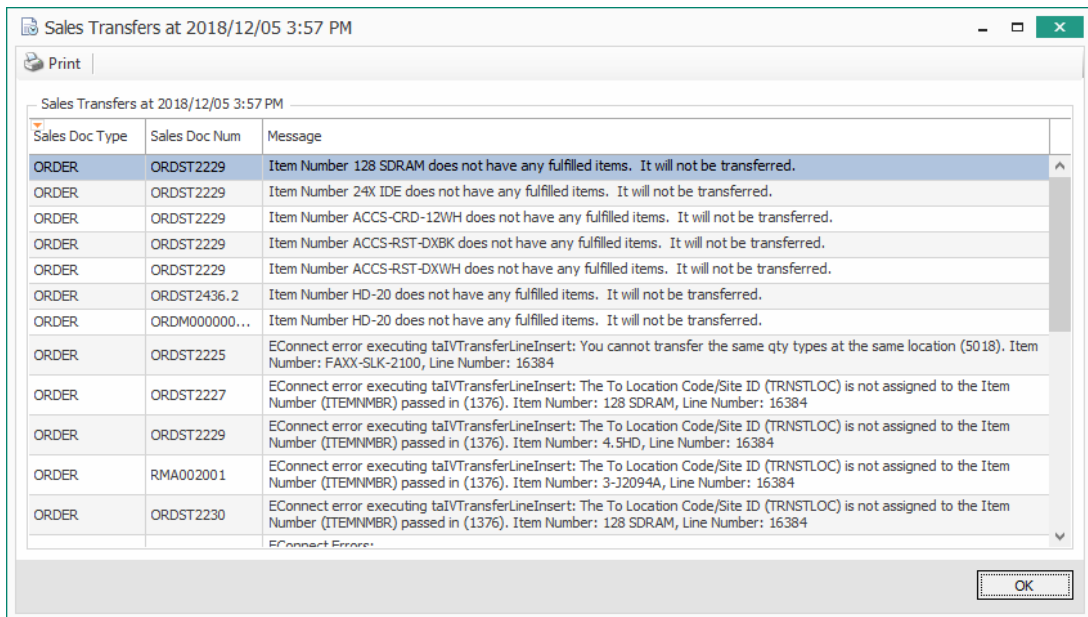 Sales Transfers at 2018/12/05 3:57 PM
Print
Sales Transfers at 2018/12/05 3:57 PM
Sales Doc Type Sales Doc Num Message
ORDER ORDST2229 Item Number 128 SDRAM does not have any fulfilled items. It will not be transferred.
ORDER ORDST2229 Item Number 24X IDE does not have any fulfilled items. It will not be transferred.
ORDER ORDST2229 Item Number ACCS-CRD-12WH does not have any fulfilled items. It will not be transferred.
ORDER ORDST2229 Item Number ACCS-RST-DXBK does not have any fulfilled items. It will not be transferred.
ORDER ORDST2229 Item Number ACCS-RST-DXWH does not have any fulfilled items. It will not be transferred.
ORDER ORDST2436.2 Item Number HD-20 does not have any fulfilled items. It will not be transferred.
ORDER ORDM000000... Item Number HD-20 does not have any fulfilled items. It will not be transferred.
ORDER ORDST2225 EConnect error executing taIVTransferLineInsert: You cannot transfer the same qty types at the same location (5018). Item
Number: FAXX-SLK-2100, Line Number: 16384
ORDER ORDST2227 EConnect error executing taIVTransferLineInsert: The To Location Code/Site ID (TRNSTLOC) is not assigned to the Item
Number (ITEMNMBR) passed in (1376). Item Number: 128 SDRAM, Line Number: 16384
ORDER ORDST2229 EConnect error executing taIVTransferLineInsert: The To Location Code/Site ID (TRNSTLOC) is not assigned to the Item
Number (ITEMNMBR) passed in (1376). Item Number: 4.5HD, Line Number: 16384
ORDER RMA002001 EConnect error executing taIVTransferLineInsert: The To Location Code/Site ID (TRNSTLOC) is not assigned to the Item
Number (ITEMNMBR) passed in (1376). Item Number: 3-J2094A, Line Number: 16384
ORDER ORDST2230 EConnect error executing taIVTransferLineInsert: The To Location Code/Site ID (TRNSTLOC) is not assigned to the Item
Number (ITEMNMBR) passed in (1376). Item Number: 128 SDRAM, Line Number: 16384
EConnect Errors:
OK